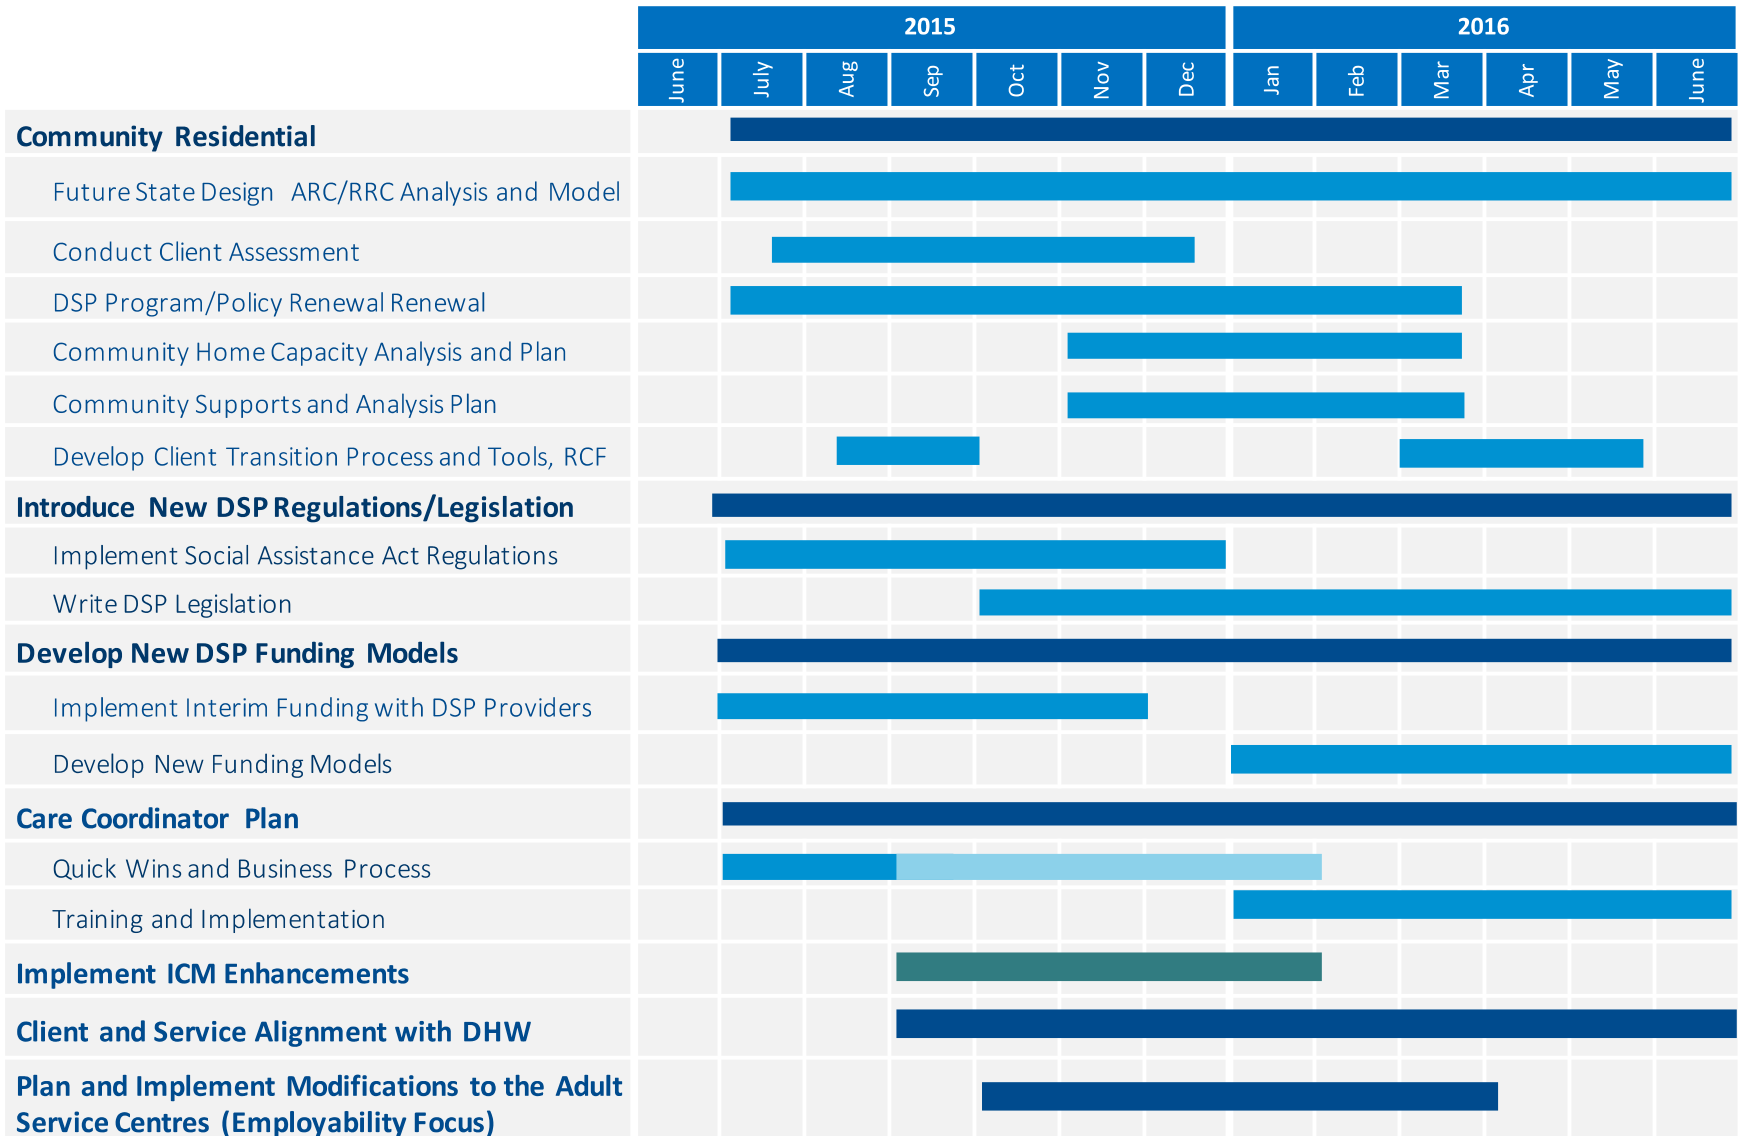 2015 2016
June July Aug Sep Oct Nov Dec Jan Feb Mar Apr May June
Community Residential
Future State Design ARC/RRC Analysis and Model
Conduct Client Assessment
DSP Program/Policy Renewal Renewal
Community Home Capacity Analysis and Plan
Community Supports and Analysis Plan
Develop Client Transition Process and Tools, RCF
Introduce New DSP Regulations/Legislation
Implement Social Assistance Act Regulations
Write DSP Legislation
Develop New DSP Funding Models
Implement Interim Funding with DSP Providers
Develop New Funding Models
Care Coordinator Plan
Quick Wins and Business Process
Training and Implementation
Implement ICM Enhancements
Client and Service Alignment with DHW
Plan and Implement Modifications to the Adult
Service Centres (Employability Focus)